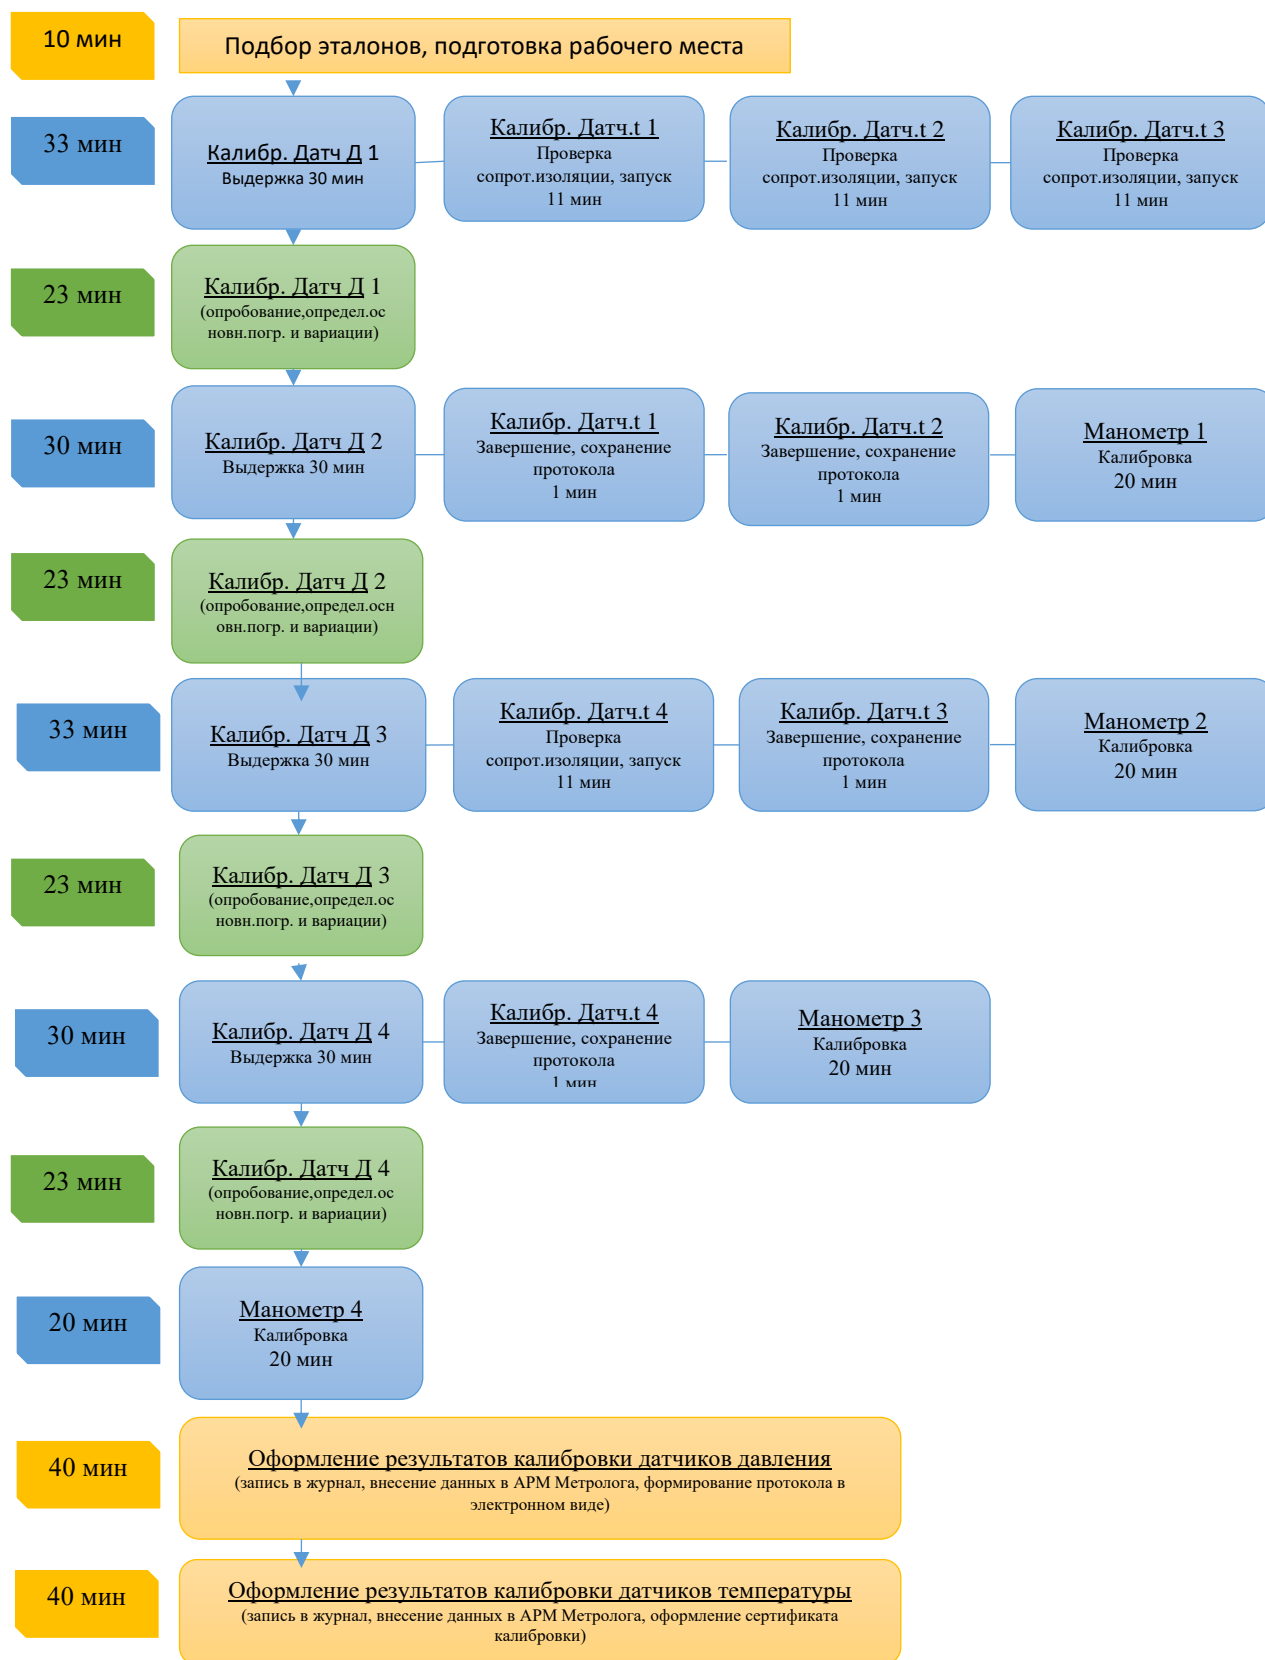 10 мин
Подбор эталонов, подготовка рабочего места
33 мин
Калибр. Датч Д 1
Выдержка 30 мин
Калибр. Датч.t 1
Проверка
сопрот.изоляции, запуск
11 мин
Калибр. Датч.t 2
Проверка
сопрот.изоляции, запуск
11 мин
Калибр. Датч.t 3
Проверка
сопрот.изоляции, запуск
11 мин
23 мин
Калибр. Датч Д 1
(опробование,определ.ос
новн.погр. и вариации)
30 мин
Калибр. Датч Д 2
Выдержка 30 мин
Калибр. Датч.t 1
Завершение, сохранение
протокола
1 мин
Калибр. Датч.t 2
Завершение, сохранение
протокола
1 мин
Манометр 1
Калибровка
20 мин
23 мин
Калибр. Датч Д 2
(опробование,определ.осн
овн.погр. и вариации)
33 мин
Калибр. Датч Д 3
Выдержка 30 мин
Калибр. Датч.t 4
Проверка
сопрот.изоляции, запуск
11 мин
Калибр. Датч.t 3
Завершение, сохранение
протокола
1 мин
Манометр 2
Калибровка
20 мин
23 мин
Калибр. Датч Д 3
(опробование,определ.ос
новн.погр. и вариации)
30 мин
Калибр. Датч Д 4
Выдержка 30 мин
Калибр. Датч.t 4
Завершение, сохранение
протокола
1 мин
Манометр 3
Калибровка
20 мин
23 мин
Калибр. Датч Д 4
(опробование,определ.ос
новн.погр. и вариации)
20 мин
Манометр 4
Калибровка
20 мин
40 мин
Оформление результатов калибровки датчиков давления
(запись в журнал, внесение данных в АРМ Метролога, формирование протокола в
электронном виде)
40 мин
Оформление результатов калибровки датчиков температуры
(запись в журнал, внесение данных в АРМ Метролога, оформление сертификата
калибровки)